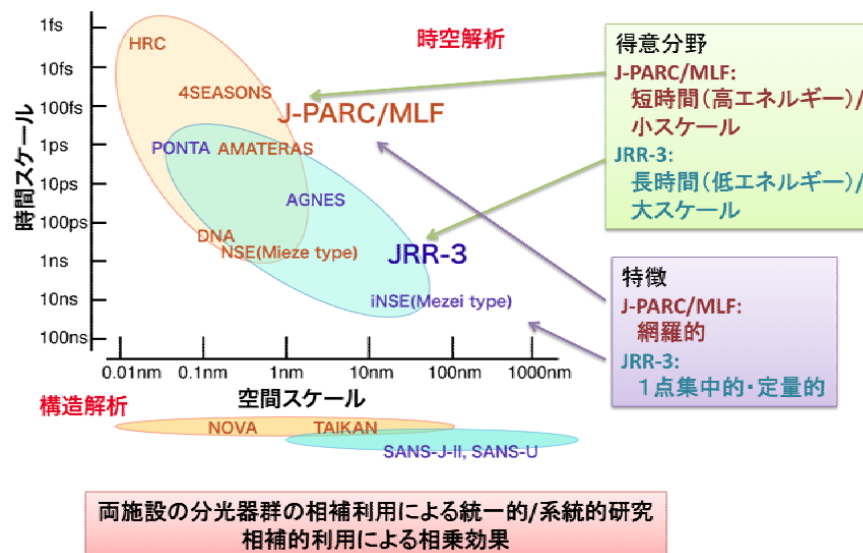 1fs
10fs
100fs
1ps
10ps
100ps
1ns
10ns
100ns
時間スケール
HRC
4SEASONS
J-PARC/MLF
PONTA
AMATERAS
AGNES
DNA
NSE(Mieze type)
JRR-3
iNSE(Mezei type)
時空解析
0.01nm 0.1nm 1nm 10nm 100nm 1000nm
空間スケール
構造解析
NOVA
TAIKAN
SANS-J-II, SANS-U
得意分野
J-PARC/MLF:
短時間(高エネルギー)/
小スケール
JRR-3:
長時間(低エネルギー)/
大スケール
特徴
J-PARC/MLF:
網羅的
JRR-3:
1点集中的・定量的
両施設の分光器群の相補利用による統一的/系統的研究
相補的利用による相乗効果